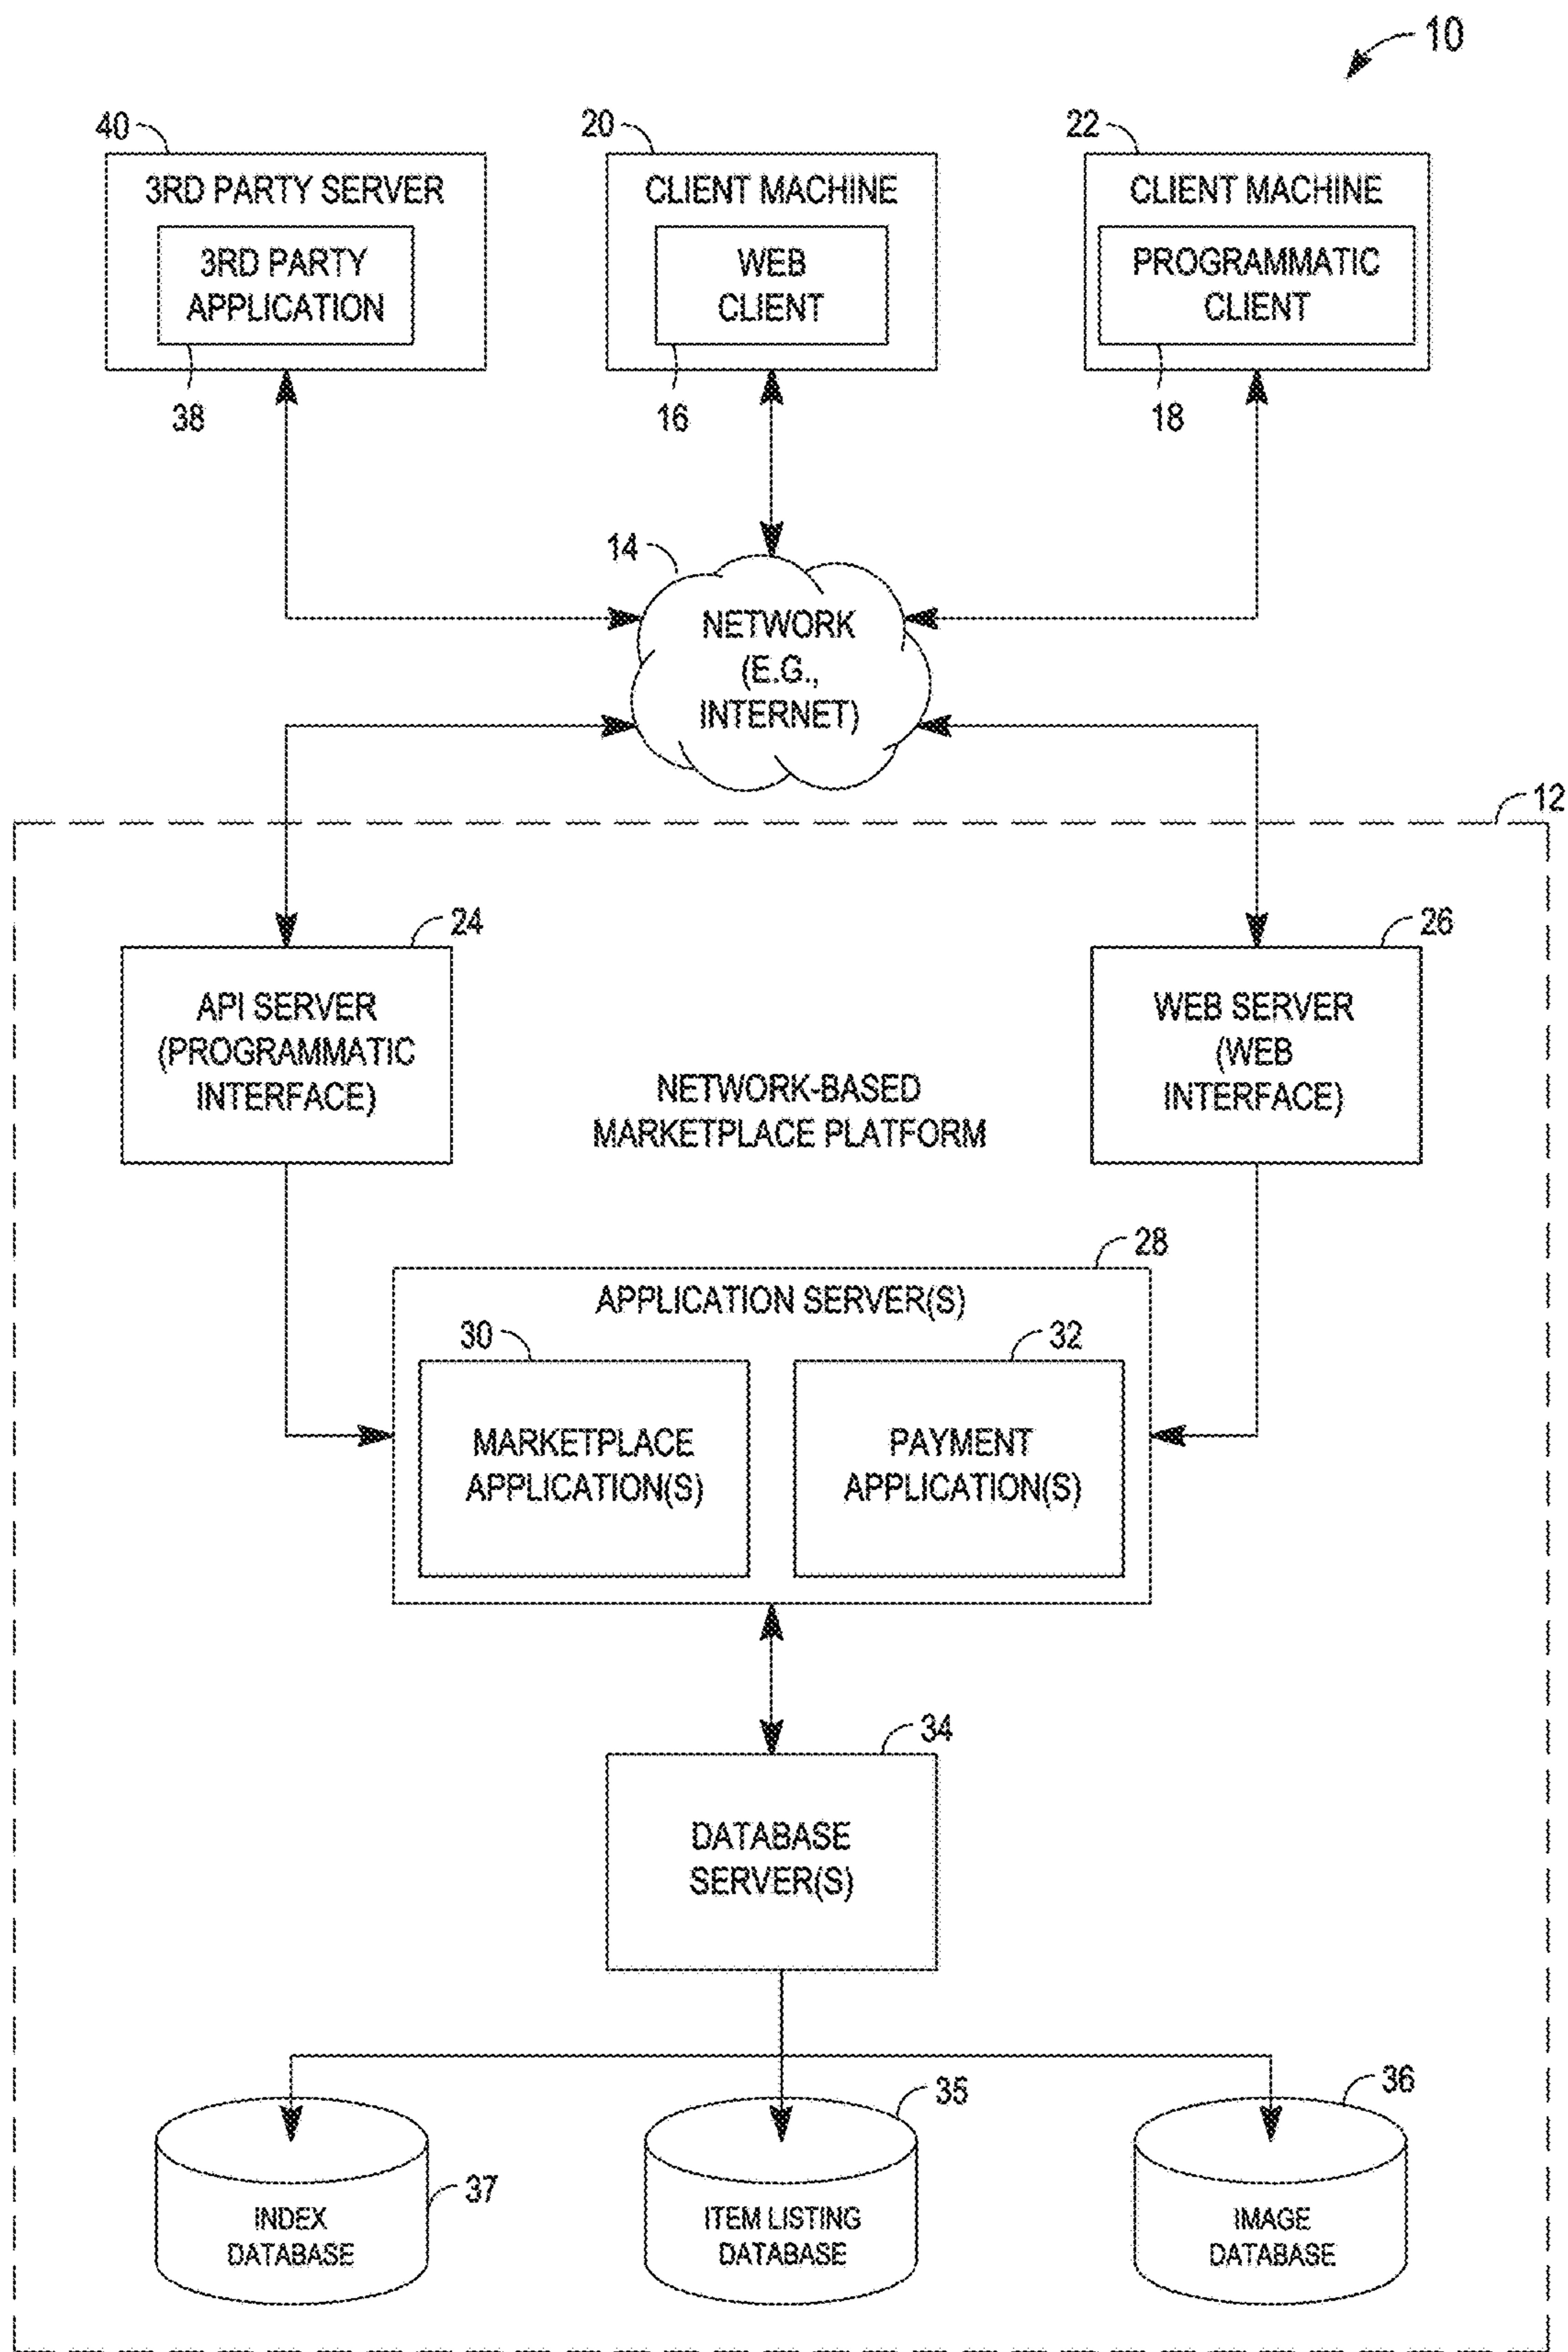 10
40
3RD PARTY SERVER
3RD PARTY
APPLICATION
38
20
CLIENT MACHINE
WEB
CLIENT
16
22
CLIENT MACHINE
PROGRAMMATIC
CLIENT
18
14
NETWORK
(E.G.,
INTERNET)
12
24
API SERVER
(PROGRAMMATIC
INTERFACE)
NETWORK-BASED
MARKETPLACE PLATFORM
26
WEB SERVER
(WEB
INTERFACE)
28
APPLICATION SERVER(S)
30
MARKETPLACE
APPLICATION(S)
32
PAYMENT
APPLICATION(S)
34
DATABASE
SERVER(S)
37
INDEX
DATABASE
35
ITEM LISTING
DATABASE
36
IMAGE
DATABASE